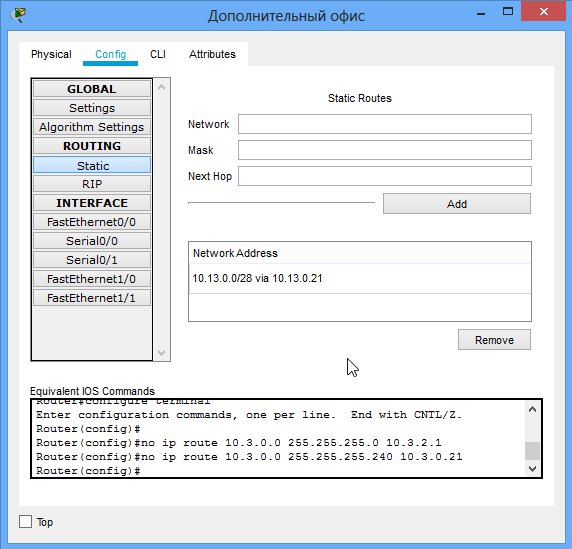 Дополнительный офис
Physical Config CLI Attributes
GLOBAL
Settings
Algorithm Settings
ROUTING
Static
RIP
INTERFACE
FastEthernet0/0
Serial0/0
Serial0/1
FastEthernet1/0
FastEthernet1/1
Static Routes
Network
Mask
Next Hop
Add
Network Address
10.13.0.0/28 via 10.13.0.21
Remove
Equivalent IOS Commands
Router#configure terminal
Enter configuration commands, one per line. End with CNTL/Z.
Router(config)#
Router(config)#no ip route 10.3.0.0 255.255.255.0 10.3.2.1
Router(config)#no ip route 10.3.0.0 255.255.255.240 10.3.0.21
Router(config)#
Top